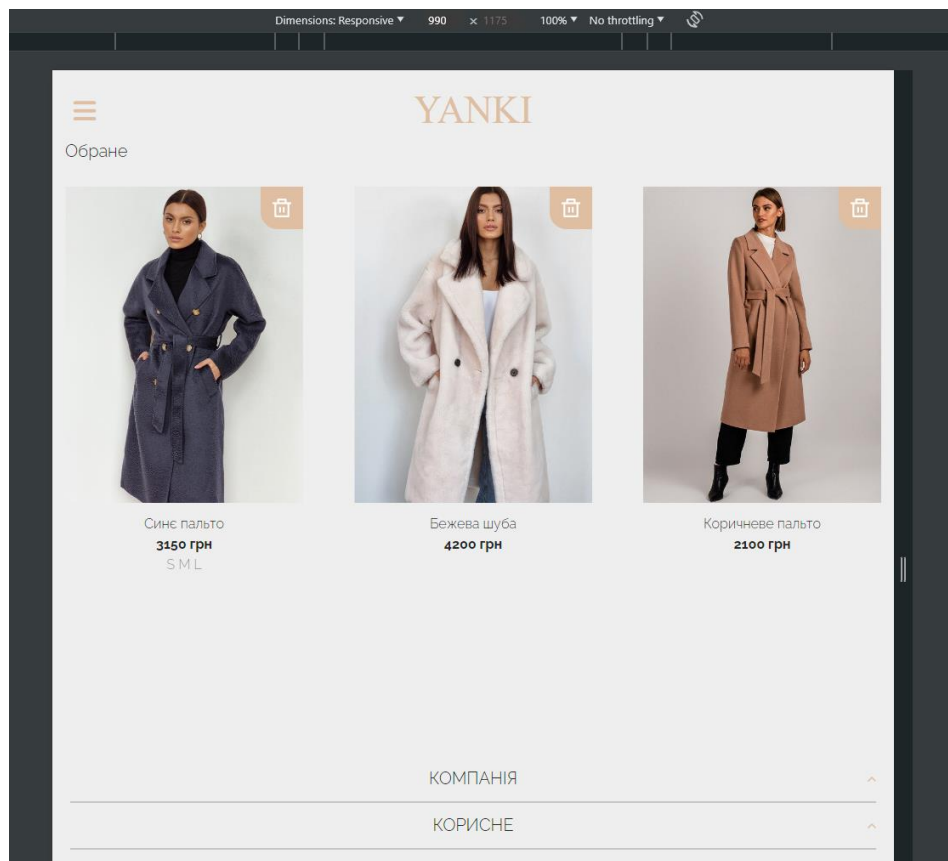 Dimensions: Responsive 990 × 1175 100% No throttling
YANKI
Обране
Синє пальто
3150 грн
S M L
Бежева шуба
4200 грн
Коричневе пальто
2100 грн
КОМПАНІЯ
КОРИСНЕ